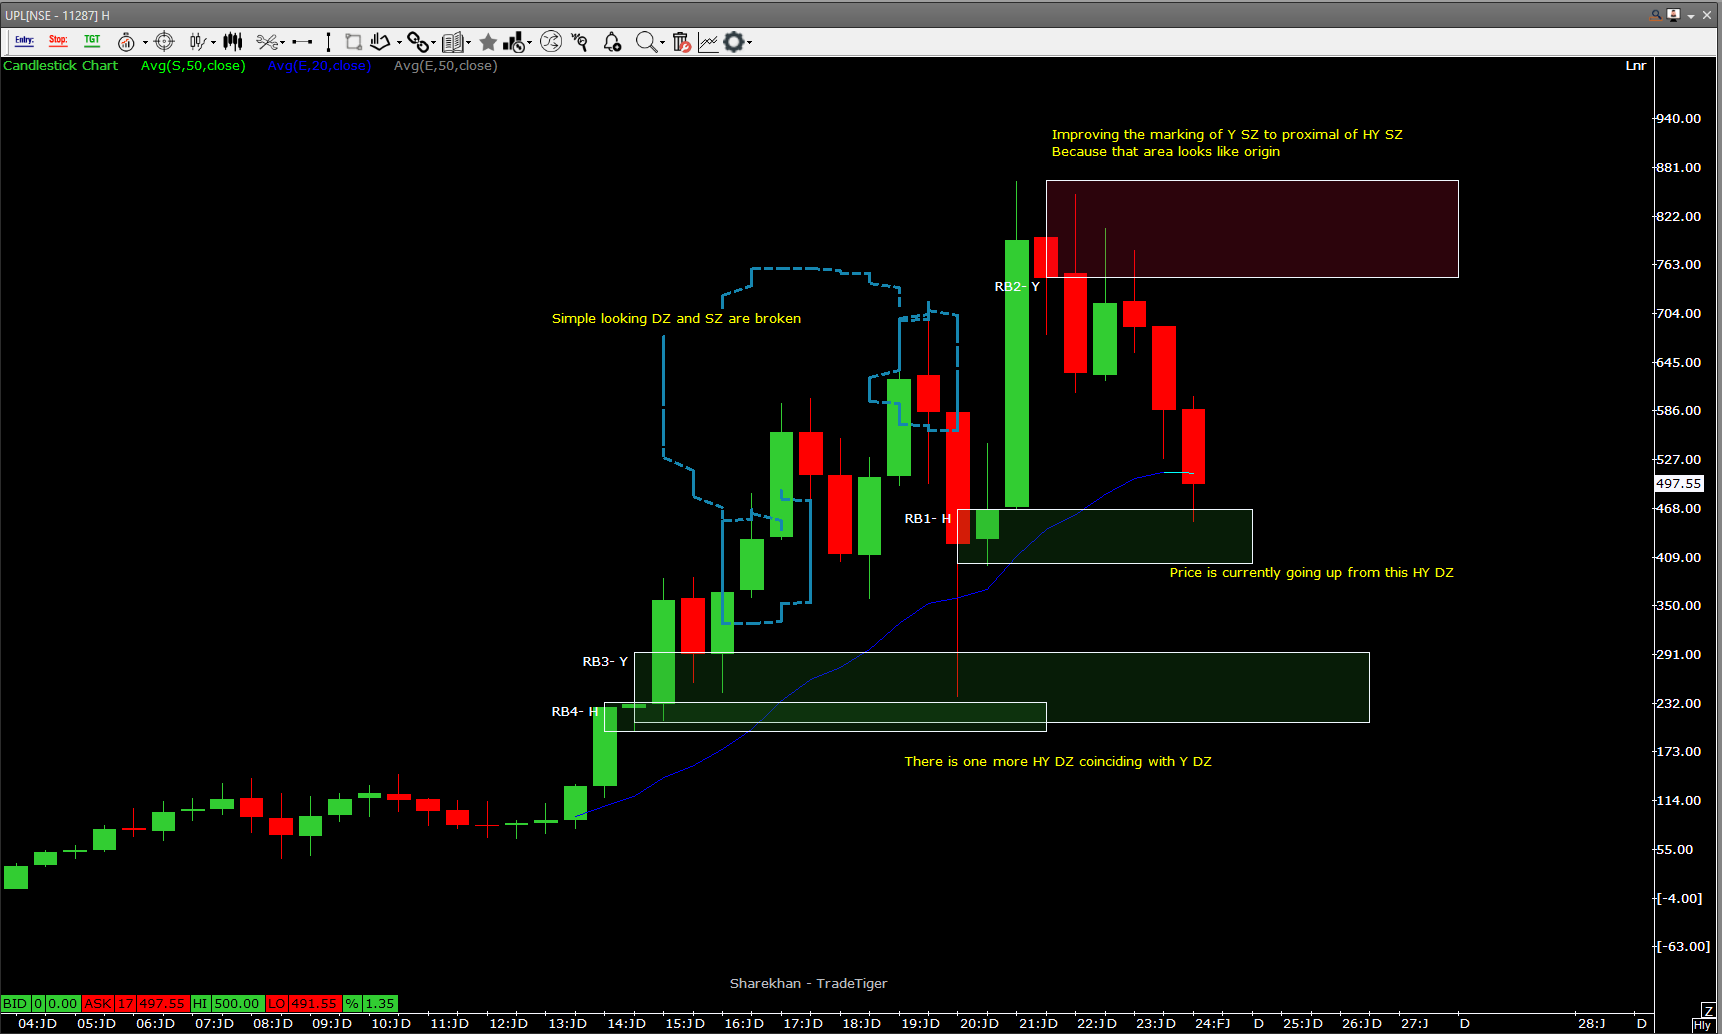 UPL[NSE - 11287] H
Entry: Stop: TGT
Candlestick Chart Avg(S,50,close) Avg(E,20,close) Avg(E,50,close)
Lnr
940.00
Improving the marking of Y SZ to proximal of HY SZ
Because that area looks like origin
881.00
822.00
763.00
RB2- Y
704.00
Simple looking DZ and SZ are broken
645.00
586.00
527.00
497.55
468.00
RB1- H
409.00
Price is currently going up from this HY DZ
350.00
291.00
RB3- Y
232.00
RB4- H
173.00
There is one more HY DZ coinciding with Y DZ
114.00
55.00
[-4.00]
[-63.00]
Sharekhan - TradeTiger
BID 0 0.00 ASK 17 497.55 HI 500.00 LO 491.55 % 1.35
Z
04:JD 05:JD 06:JD 07:JD 08:JD 09:JD 10:JD 11:JD 12:JD 13:JD 14:JD 15:JD 16:JD 17:JD 18:JD 19:JD 20:JD 21:JD 22:JD 23:JD 24:FJ D 25:JD 26:JD 27:J D 28:J D
Hly